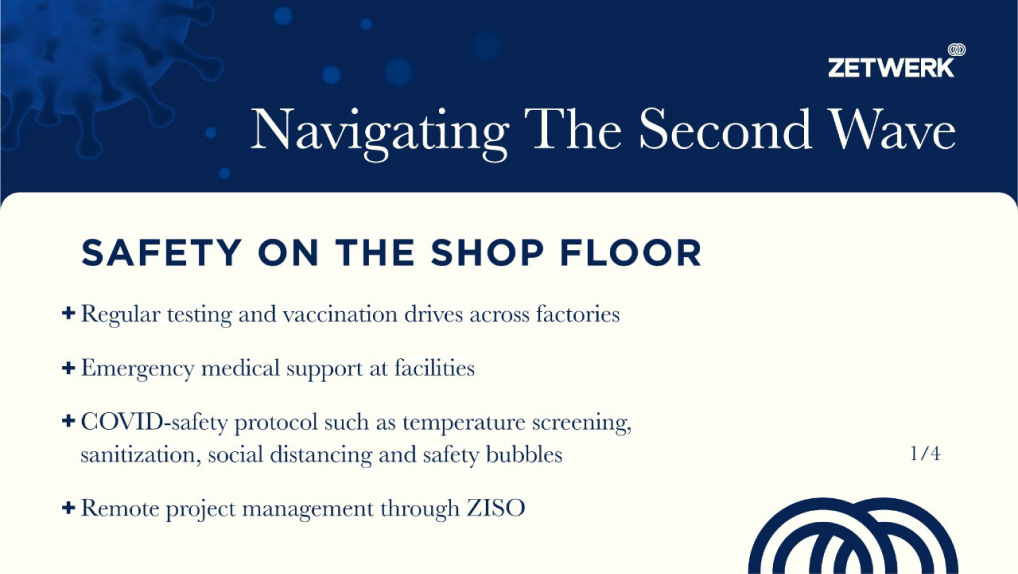 ZETWERK
Navigating The Second Wave
SAFETY ON THE SHOP FLOOR
+ Regular testing and vaccination drives across factories
+ Emergency medical support at facilities
+ COVID-safety protocol such as temperature screening,
sanitization, social distancing and safety bubbles
+ Remote project management through ZISO
1/4